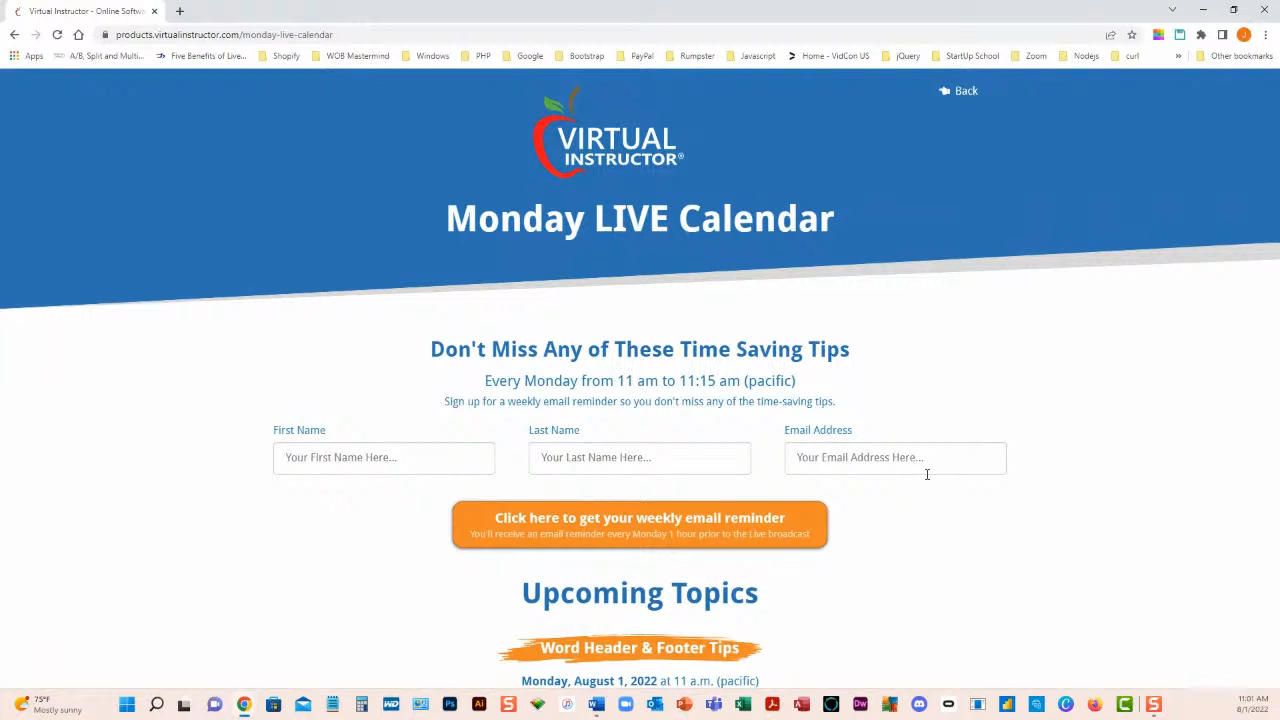 Virtual Instructor - Online Softwa
products.virtualinstructor.com/monday-live-calendar
Apps
A/B, Split and Multi...
Five Benefits of Live...
Shopify
WOB Mastermind
Windows
PHP
Google
Bootstrap
PayPal
Rumpster
Javascript
Home - VidCon US
jQuery
StartUp School
Zoom
Nodejs
curl
»
Other bookmarks
Back
VIRTUAL
INSTRUCTOR®
Monday LIVE Calendar
Don't Miss Any of These Time Saving Tips
Every Monday from 11 am to 11:15 am (pacific)
Sign up for a weekly email reminder so you don't miss any of the time-saving tips.
First Name
Last Name
Email Address
Your First Name Here...
Your Last Name Here...
Your Email Address Here...
Click here to get your weekly email reminder
You'll receive an email reminder every Monday 1 hour prior to the Live broadcast
Upcoming Topics
Word Header & Footer Tips
Monday, August 1, 2022 at 11 a.m. (pacific)
75°F
Mostly sunny
11:01 AM
8/1/2022